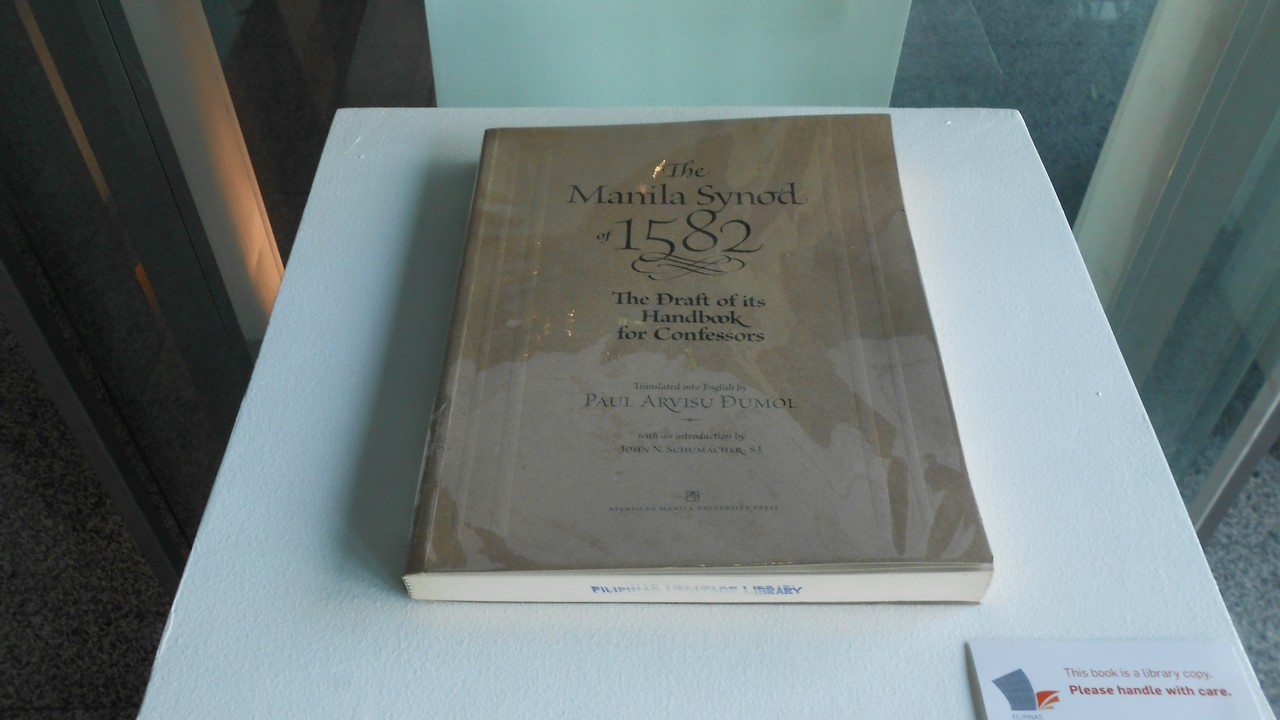 The
Manila Synod
of 1582
The Draft of its
Handbook
for Confessors
Translated into English by
PAUL ARVISU DUMOL
with an introduction by
JOHN N. SCHUMACHER, SJ
ATENEO DE MANILA UNIVERSITY PRESS
FILIPINAS HERITAGE LIBRARY
This book is a library copy.
Please handle with care.
FILIPINAS